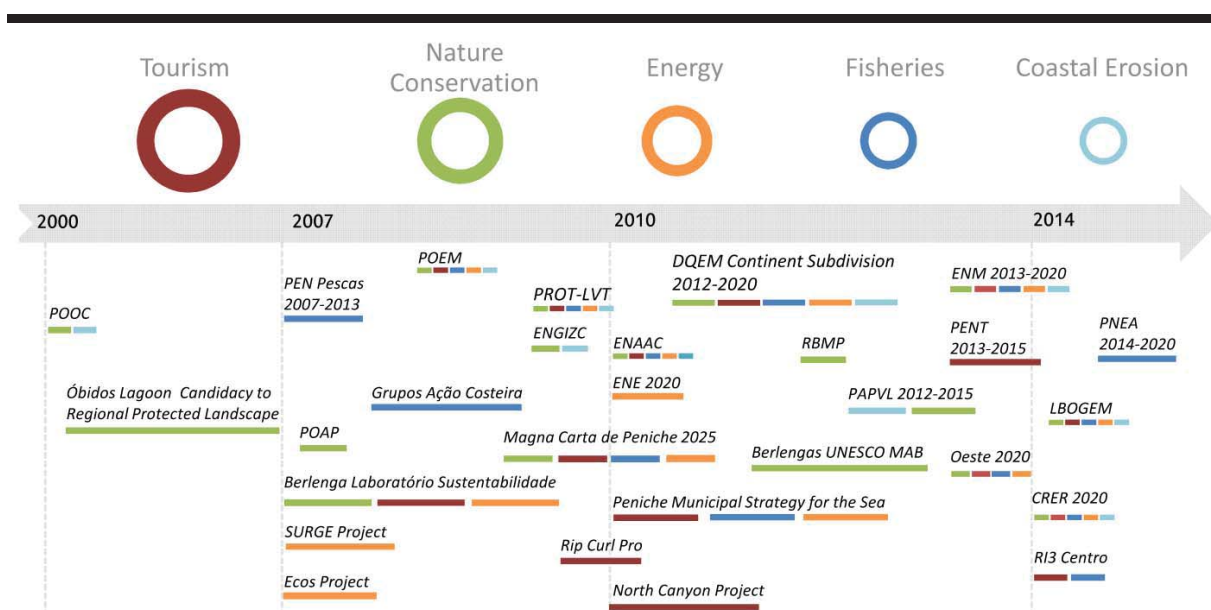 Tourism
Nature
Conservation
Energy
Fisheries
Coastal Erosion
2000
2007
2010
2014
POEM
DQEM Continent Subdivision
2012-2020
ENM 2013-2020
PEN Pescas
2007-2013
PROT-LVT
POOC
ENGIZC
ENAAC
RBMP
PENT
2013-2015
PNEA
2014-2020
Óbidos Lagoon Candidacy to
Regional Protected Landscape
Grupos Ação Costeira
ENE 2020
PAPVL 2012-2015
LBOGEM
POAP
Magna Carta de Peniche 2025
Berlengas UNESCO MAB
Oeste 2020
Berlenga Laboratório Sustentabilidade
Peniche Municipal Strategy for the Sea
CRER 2020
SURGE Project
Rip Curl Pro
RI3 Centro
Ecos Project
North Canyon Project